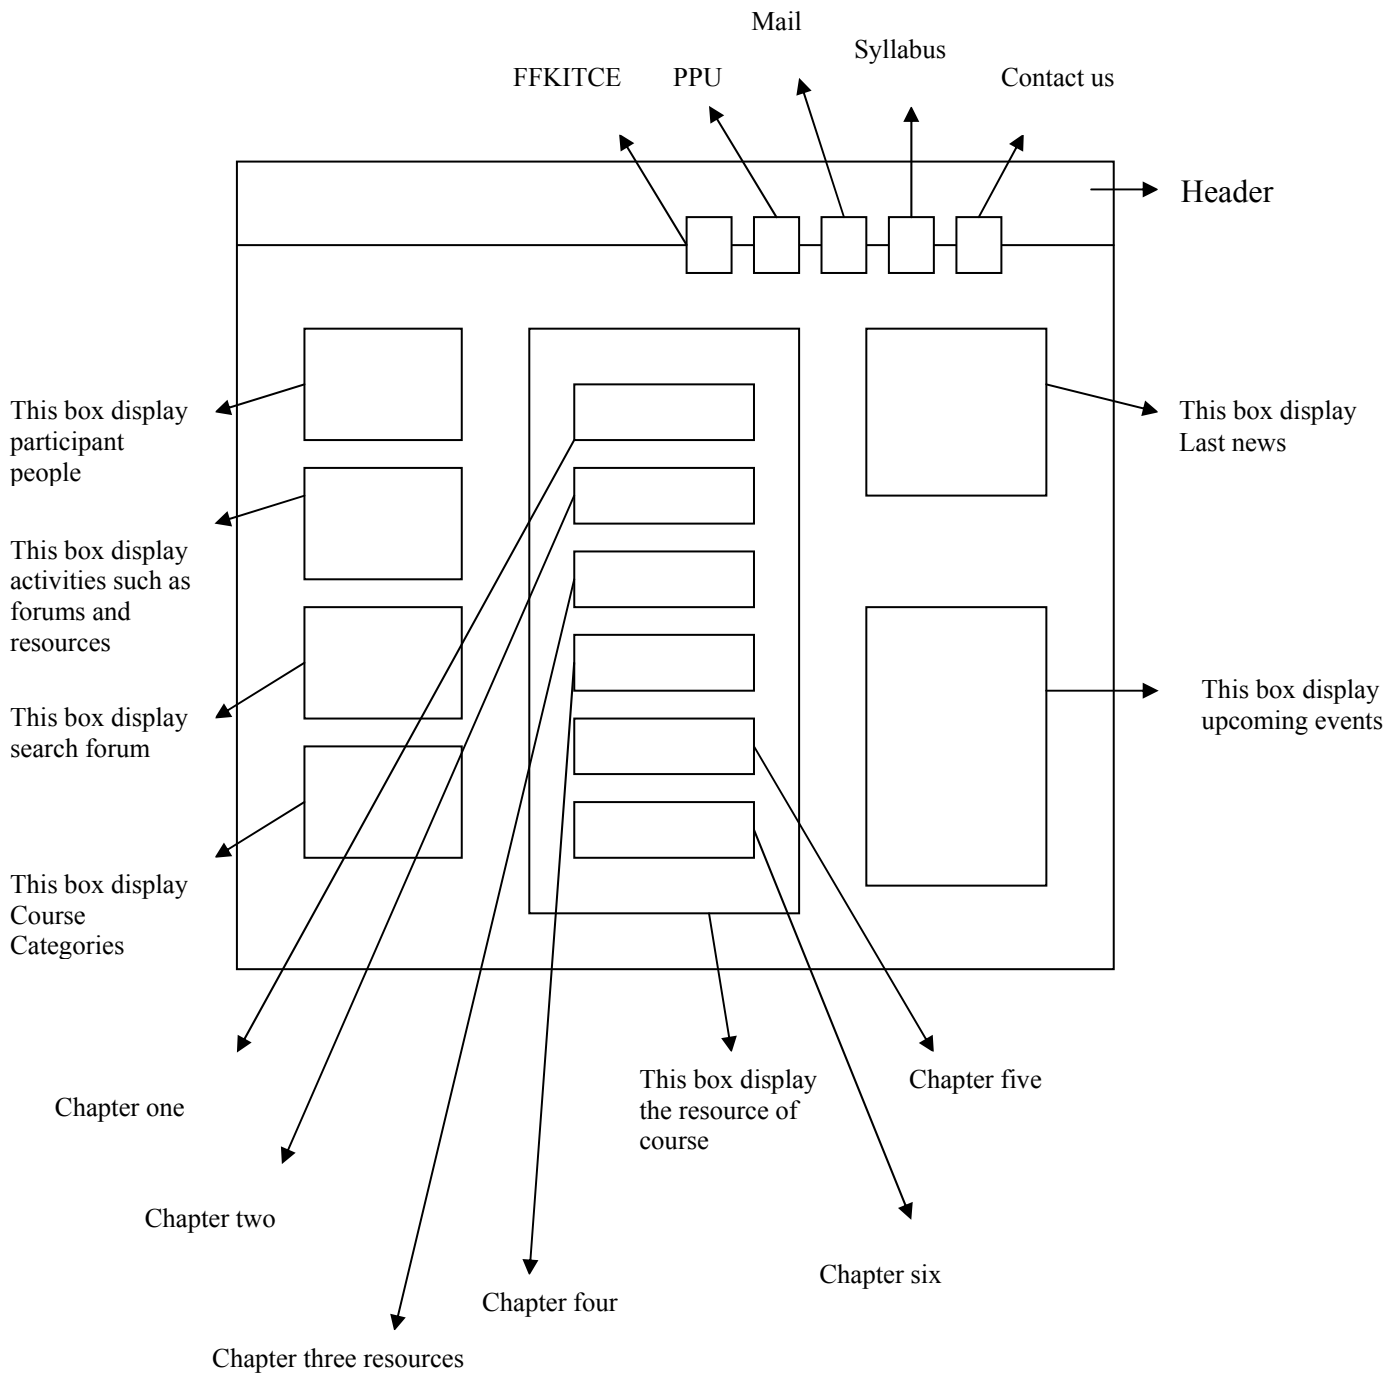 Mail
Syllabus
FFKITCE
PPU
Contact us
Header
This box display
participant
people
This box display
Last news
This box display
activities such as
forums and
resources
This box display
search forum
This box display
upcoming events
This box display
Course
Categories
Chapter one
This box display
the resource of
course
Chapter five
Chapter two
Chapter six
Chapter four
Chapter three resources